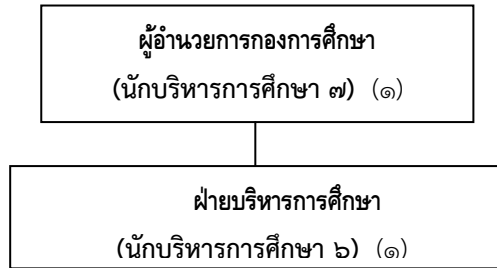 ผู้อำนวยการกองการศึกษา
(นักบริหารการศึกษา ๗) (๑)
ฝ่ายบริหารการศึกษา
(นักบริหารการศึกษา ๖) (๑)